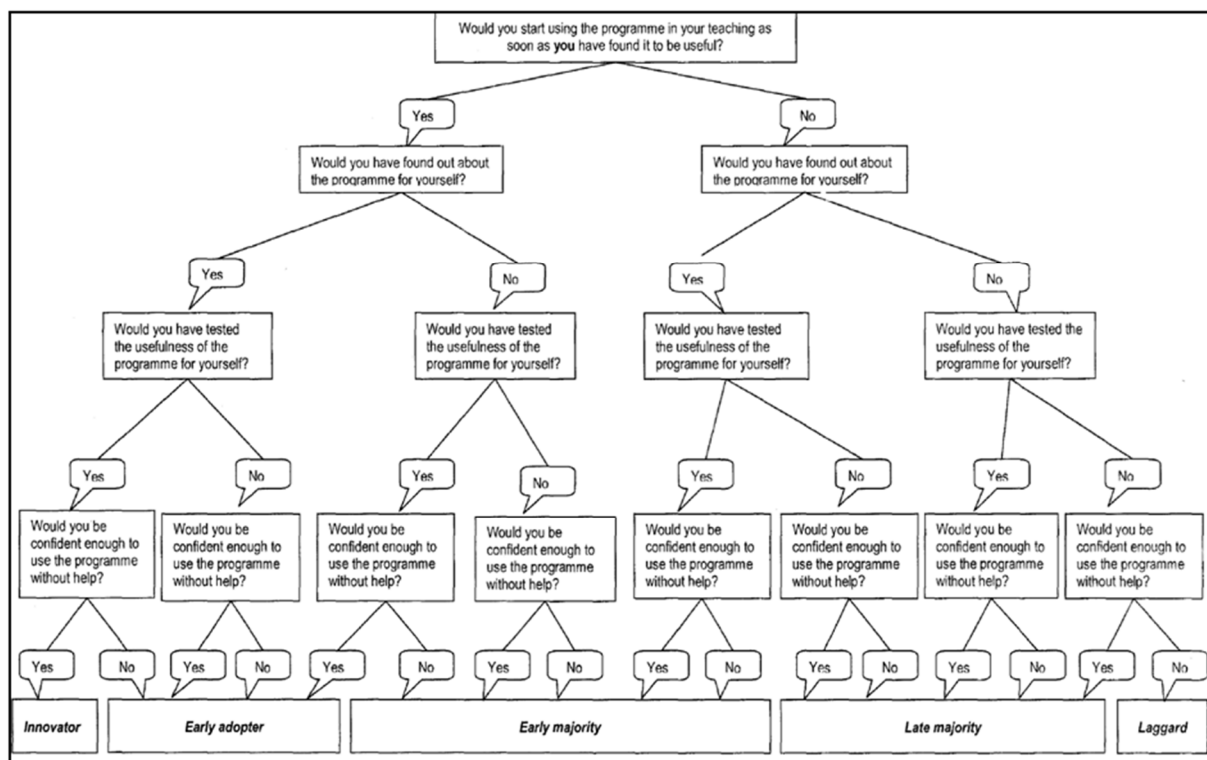 Would you start using the programme in your teaching as
soon as you have found it to be useful?
Yes
No
Would you have found out about
the programme for yourself?
Would you have found out about
the programme for yourself?
Yes
No
Yes
No
Would you have tested
the usefulness of the
programme for yourself?
Would you have tested
the usefulness of the
programme for yourself?
Would you have tested
the usefulness of the
programme for yourself?
Would you have tested the
usefulness of the
programme for yourself?
Yes
No
Yes
No
Yes
No
Yes
No
Would you be
confident enough to
use the programme
without help?
Would you be
confident enough to
use the programme
without help?
Would you be
confident enough to
use the programme
without help?
Would you be
confident enough to
use the programme
without help?
Would you be
confident enough to
use the programme
without help?
Would you be
confident enough to
use the programme
without help?
Would you be
confident enough to
use the programme
without help?
Would you be
confident enough to
use the programme
without help?
Yes
No
Yes
No
Yes
No
Yes
No
Yes
No
Yes
No
Yes
No
Yes
No
Innovator
Early adopter
Early majority
Late majority
Laggard